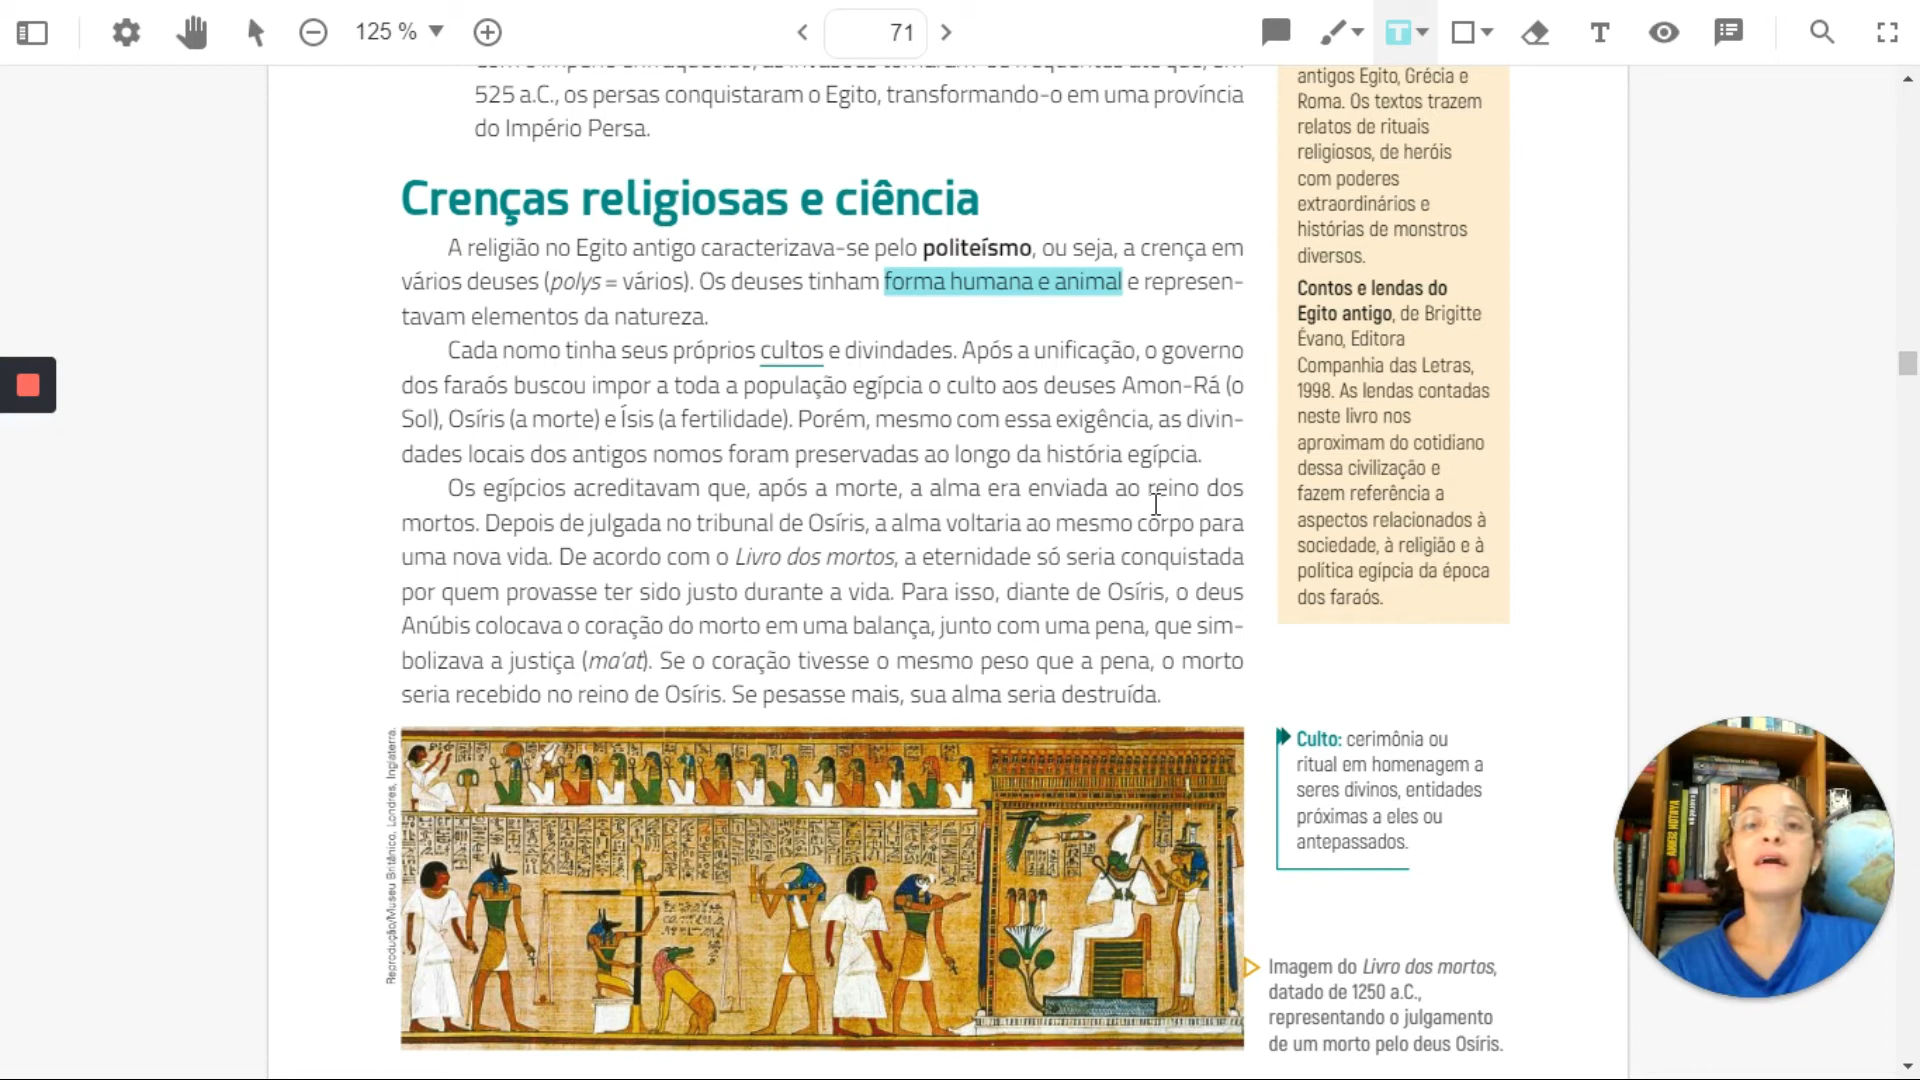 125 %
71
525 a.C., os persas conquistaram o Egito, transformando-o em uma província
do Império Persa.
Crenças religiosas e ciência
A religião no Egito antigo caracterizava-se pelo politeísmo, ou seja, a crença em
vários deuses (polys = vários). Os deuses tinham forma humana e animal e represen-
tavam elementos da natureza.
Cada nomo tinha seus próprios cultos e divindades. Após a unificação, o governo
dos faraós buscou impor a toda a população egípcia o culto aos deuses Amon-Rá (o
Sol), Osíris (a morte) e Ísis (a fertilidade). Porém, mesmo com essa exigência, as divin-
dades locais dos antigos nomos foram preservadas ao longo da história egípcia.
Os egípcios acreditavam que, após a morte, a alma era enviada ao reino dos
mortos. Depois de julgada no tribunal de Osíris, a alma voltaria ao mesmo corpo para
uma nova vida. De acordo com o Livro dos mortos, a eternidade só seria conquistada
por quem provasse ter sido justo durante a vida. Para isso, diante de Osíris, o deus
Anúbis colocava o coração do morto em uma balança, junto com uma pena, que sim-
bolizava a justiça (ma'at). Se o coração tivesse o mesmo peso que a pena, o morto
seria recebido no reino de Osíris. Se pesasse mais, sua alma seria destruída.
Reprodução/Museu Britânico, Londres, Inglaterra.
antigos Egito, Grécia e
Roma. Os textos trazem
relatos de rituais
religiosos, de heróis
com poderes
extraordinários e
histórias de monstros
diversos.
Contos e lendas do
Egito antigo, de Brigitte
Évano, Editora
Companhia das Letras,
1998. As lendas contadas
neste livro nos
aproximam do cotidiano
dessa civilização e
fazem referência a
aspectos relacionados à
sociedade, à religião e à
política egípcia da época
dos faraós.
Culto: cerimônia ou
ritual em homenagem a
seres divinos, entidades
próximas a eles ou
antepassados.
Imagem do Livro dos mortos,
datado de 1250 a.C.,
representando o julgamento
de um morto pelo deus Osíris.